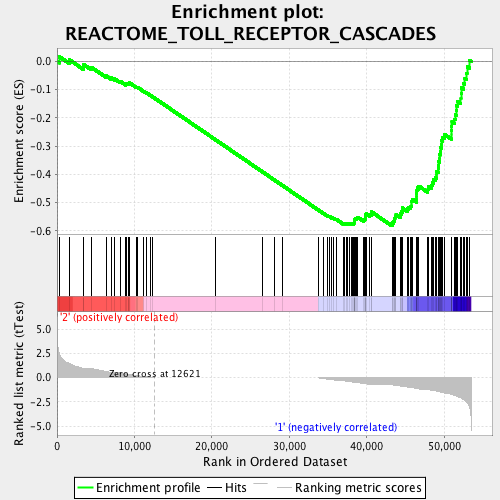 Enrichment plot:
REACTOME_TOLL_RECEPTOR_CASCADES
Enrichment score (ES)
0.0
-0.1
-0.2
-0.3
-0.4
-0.5
-0.6
'2' (positively correlated)
Ranked list metric (tTest)
5.0
2.5
0.0
-2.5
-5.0
Zero cross at 12621
'1' (negatively correlated)
0
10,000
20,000
30,000
40,000
50,000
Rank in Ordered Dataset
Enrichment profile
Hits
Ranking metric scores